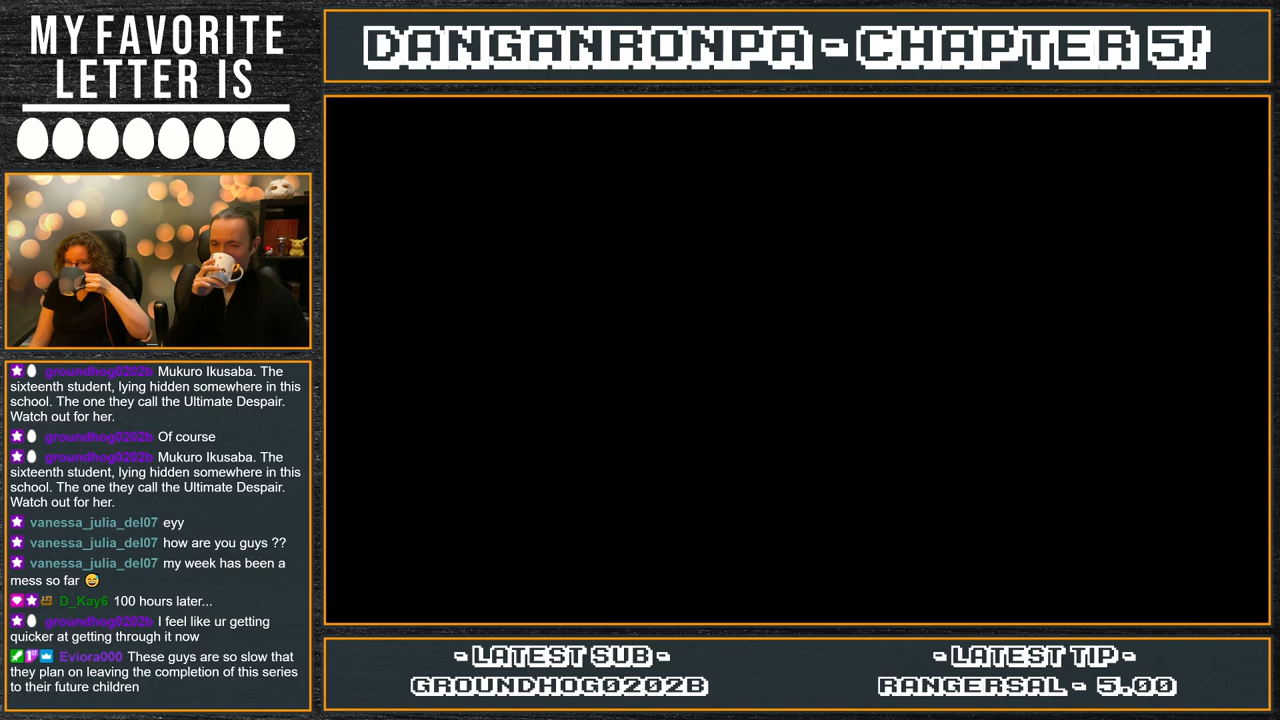 MY FAVORITE
LETTER IS
DANGANRONPA - CHAPTER 5!
groundhog0202b Mukuro Ikusaba. The
sixteenth student, lying hidden somewhere in this
school. The one they call the Ultimate Despair.
Watch out for her.
groundhog0202b Of course
groundhog0202b Mukuro Ikusaba. The
sixteenth student, lying hidden somewhere in this
school. The one they call the Ultimate Despair.
Watch out for her.
vanessa_julia_del07 eyy
vanessa_julia_del07 how are you guys ??
vanessa_julia_del07 my week has been a
mess so far 😅
D_Kay6 100 hours later...
groundhog0202b I feel like ur getting
quicker at getting through it now
Eviora000 These guys are so slow that
they plan on leaving the completion of this series
to their future children
- LATEST SUB -
GROUNDHOG0202B
- LATEST TIP -
RANGERSAL - 5.00